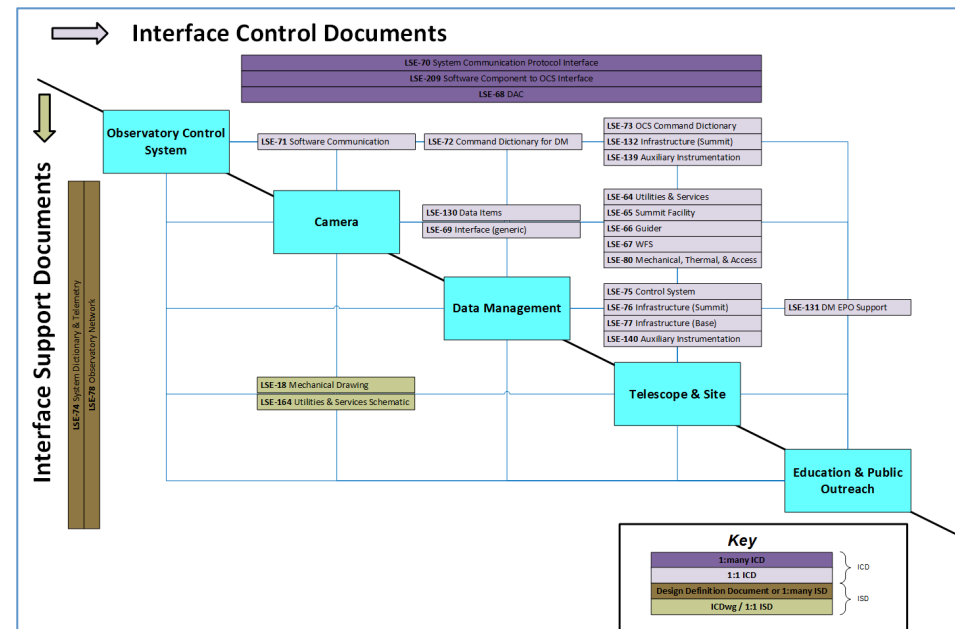 Interface Control Documents
LSE-70 System Communication Protocol Interface
LSE-209 Software Component to OCS Interface
LSE-68 DAC
Observatory Control
System
LSE-71 Software Communication
LSE-72 Command Dictionary for DM
LSE-73 OCS Command Dictionary
LSE-132 Infrastructure (Summit)
LSE-139 Auxiliary Instrumentation
Interface Support Documents
LSE-74 System Dictionary & Telemetry
LSE-78 Observatory Network
Camera
LSE-130 Data Items
LSE-69 Interface (generic)
LSE-64 Utilities & Services
LSE-65 Summit Facility
LSE-66 Guider
LSE-67 WFS
LSE-80 Mechanical, Thermal, & Access
Data Management
LSE-75 Control System
LSE-76 Infrastructure (Summit)
LSE-77 Infrastructure (Base)
LSE-140 Auxiliary Instrumentation
LSE-131 DM EPO Support
LSE-18 Mechanical Drawing
LSE-164 Utilities & Services Schematic
Telescope & Site
Education & Public
Outreach
Key
1:many ICD
1:1 ICD
ICD
Design Definition Document or 1:many ISD
ICDwg / 1:1 ISD
ISD